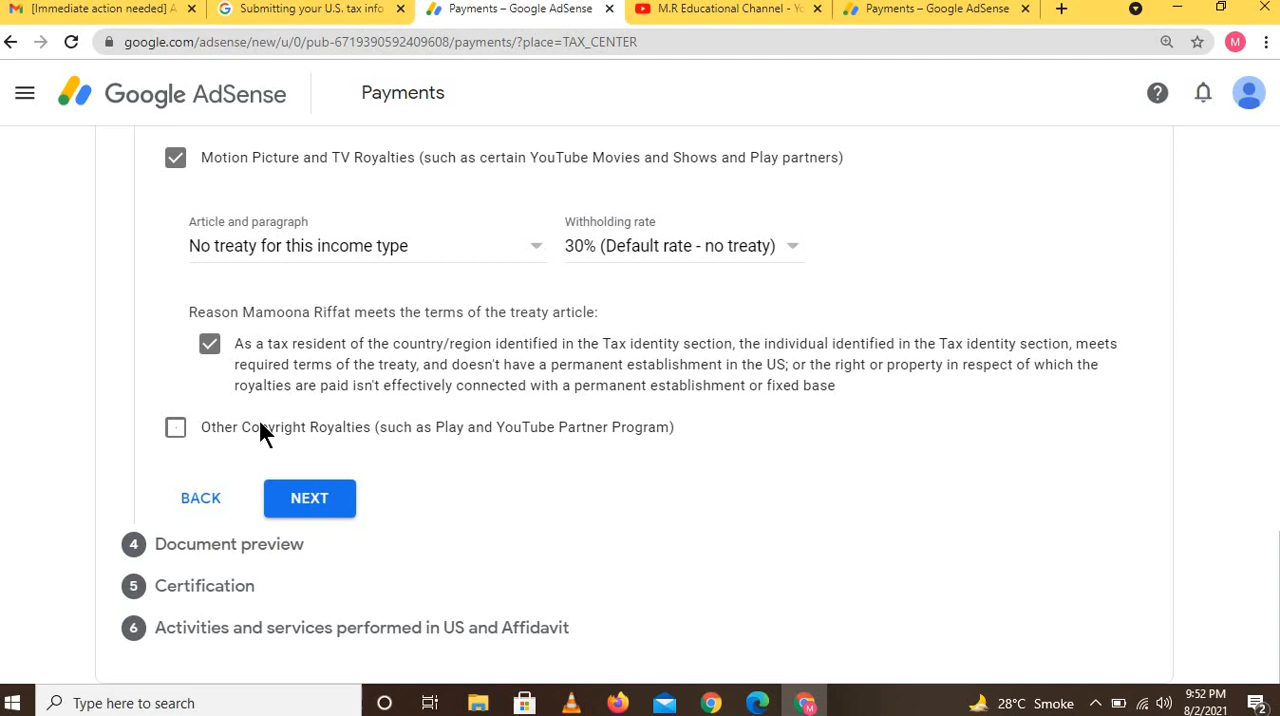 [Immediate action needed] A
Submitting your U.S. tax info
Payments – Google AdSense
M.R Educational Channel - Yo
Payments – Google AdSense
google.com/adsense/new/u/0/pub-6719390592409608/payments/?place=TAX_CENTER
M
Google AdSense
Payments
Motion Picture and TV Royalties (such as certain YouTube Movies and Shows and Play partners)
Article and paragraph
Withholding rate
No treaty for this income type
30% (Default rate - no treaty)
Reason Mamoona Riffat meets the terms of the treaty article:
As a tax resident of the country/region identified in the Tax identity section, the individual identified in the Tax identity section, meets
required terms of the treaty, and doesn't have a permanent establishment in the US; or the right or property in respect of which the
royalties are paid isn't effectively connected with a permanent establishment or fixed base
Other Copyright Royalties (such as Play and YouTube Partner Program)
BACK
NEXT
4 Document preview
5 Certification
6 Activities and services performed in US and Affidavit
Type here to search
28°C Smoke
9:52 PM
8/2/2021
2